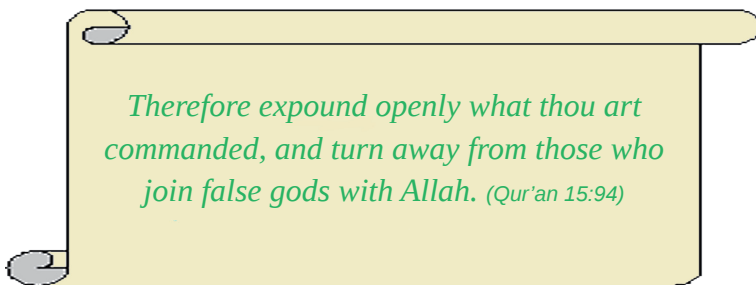 Therefore expound openly what thou art
commanded, and turn away from those who
join false gods with Allah. (Qur’an 15:94)